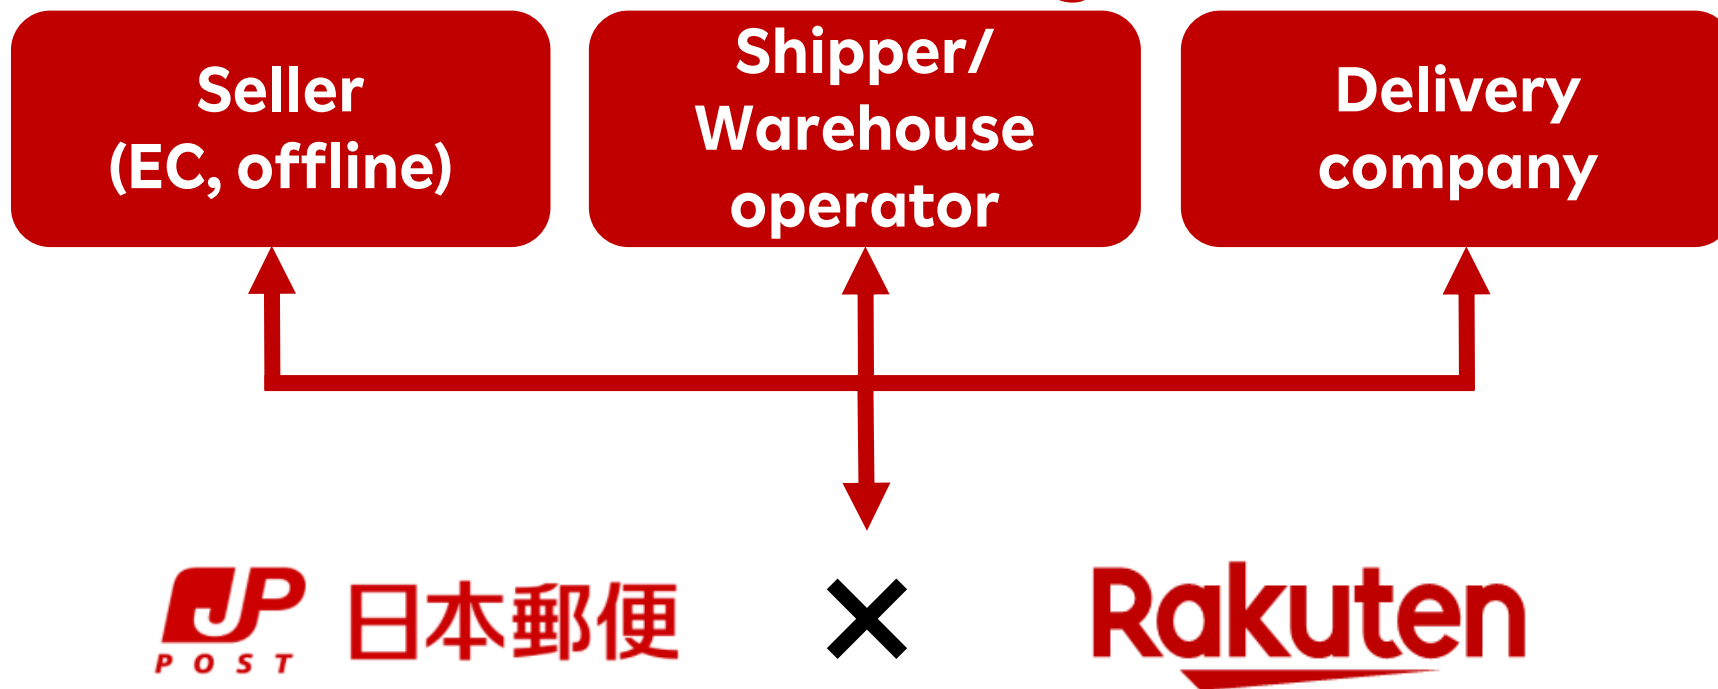 Seller
(EC, offline)
Shipper/
Warehouse
operator
Delivery
company
JP
POST
日本郵便
Rakuten